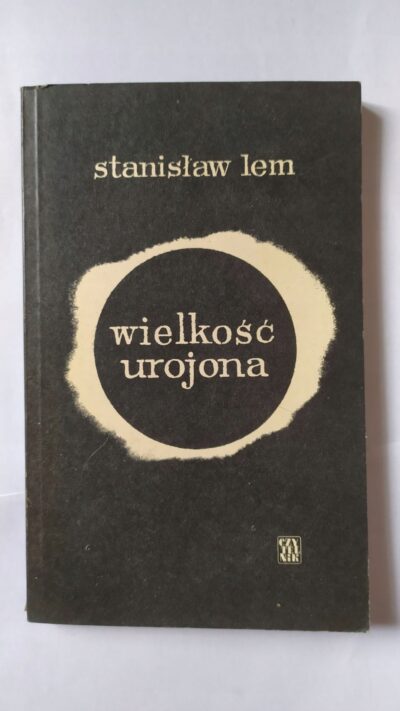 stanisław lem
wielkość
urojona
CZY
TEL
NIK